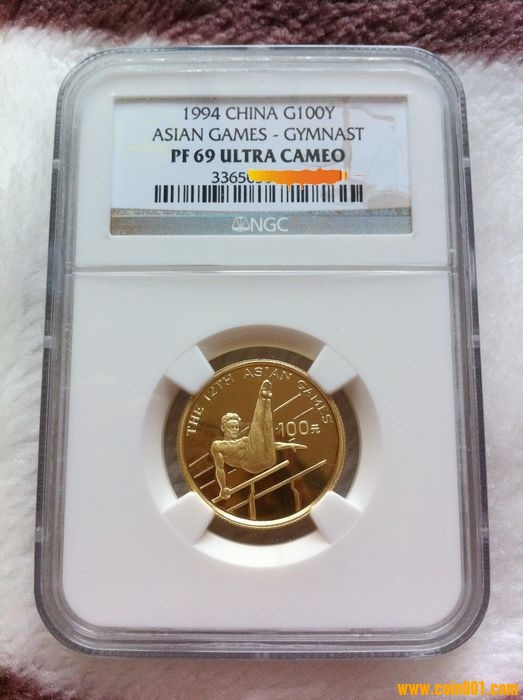 1994 CHINA G100Y
ASIAN GAMES - GYMNAST
PF 69 ULTRA CAMEO
NGC
THE 12TH ASIAN GAMES
100元
www.coin001.com